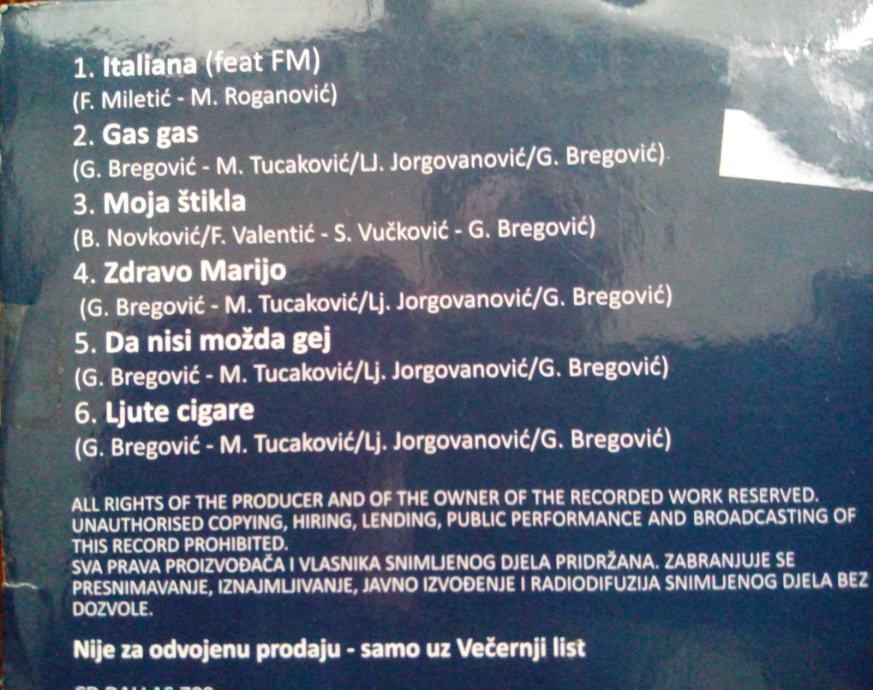 1. Italiana (feat FM)
(F. Miletić - M. Roganović)
2. Gas gas
(G. Bregović - M. Tucaković/LJ. Jorgovanović/G. Bregović)
3. Moja štikla
(B. Novković/F. Valentić - S. Vučković - G. Bregović)
4. Zdravo Marijo
(G. Bregović - M. Tucaković/Lj. Jorgovanović/G. Bregović)
5. Da nisi možda gej
(G. Bregović - M. Tucaković/Lj. Jorgovanović/G. Bregović)
6. Ljute cigare
(G. Bregović - M. Tucaković/Lj. Jorgovanović/G. Bregović)
ALL RIGHTS OF THE PRODUCER AND OF THE OWNER OF THE RECORDED WORK RESERVED.
UNAUTHORISED COPYING, HIRING, LENDING, PUBLIC PERFORMANCE AND BROADCASTING OF
THIS RECORD PROHIBITED.
SVA PRAVA PROIZVOĐAČA I VLASNIKA SNIMLJENOG DJELA PRIDRŽANA. ZABRANJUJE SE
PRESNIMAVANJE, IZNAJMLJIVANJE, JAVNO IZVOĐENJE I RADIODIFUZIJA SNIMLJENOG DJELA BEZ
DOZVOLE.
Nije za odvojenu prodaju - samo uz Večernji list